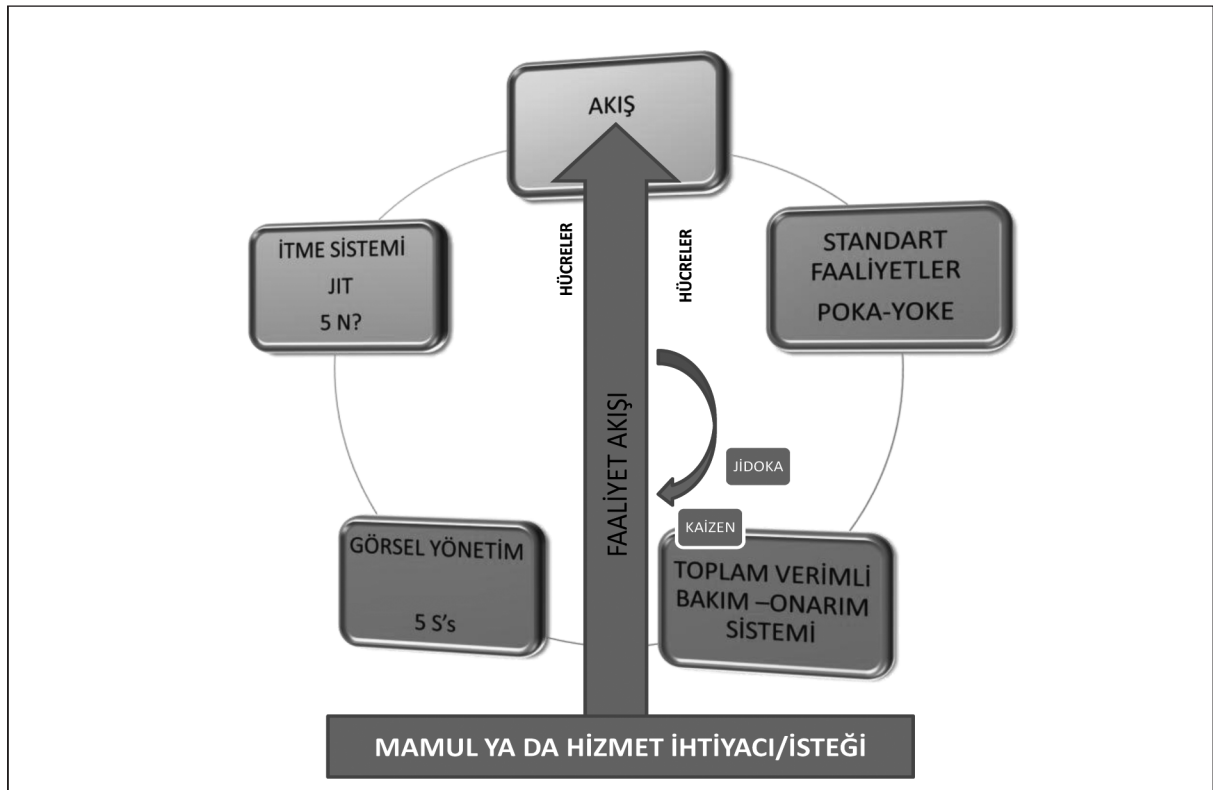 AKIŞ
İTME SİSTEMİ
JIT
5 N?
HÜCRELER
HÜCRELER
STANDART
FAALİYETLER
POKA-YOKE
FAALİYET AKIŞI
JİDOKA
KAİZEN
GÖRSEL YÖNETİM
5 S's
TOPLAM VERİMLİ
BAKIM –ONARIM
SİSTEMİ
MAMUL YA DA HİZMET İHTİYACI/İSTEĞİ